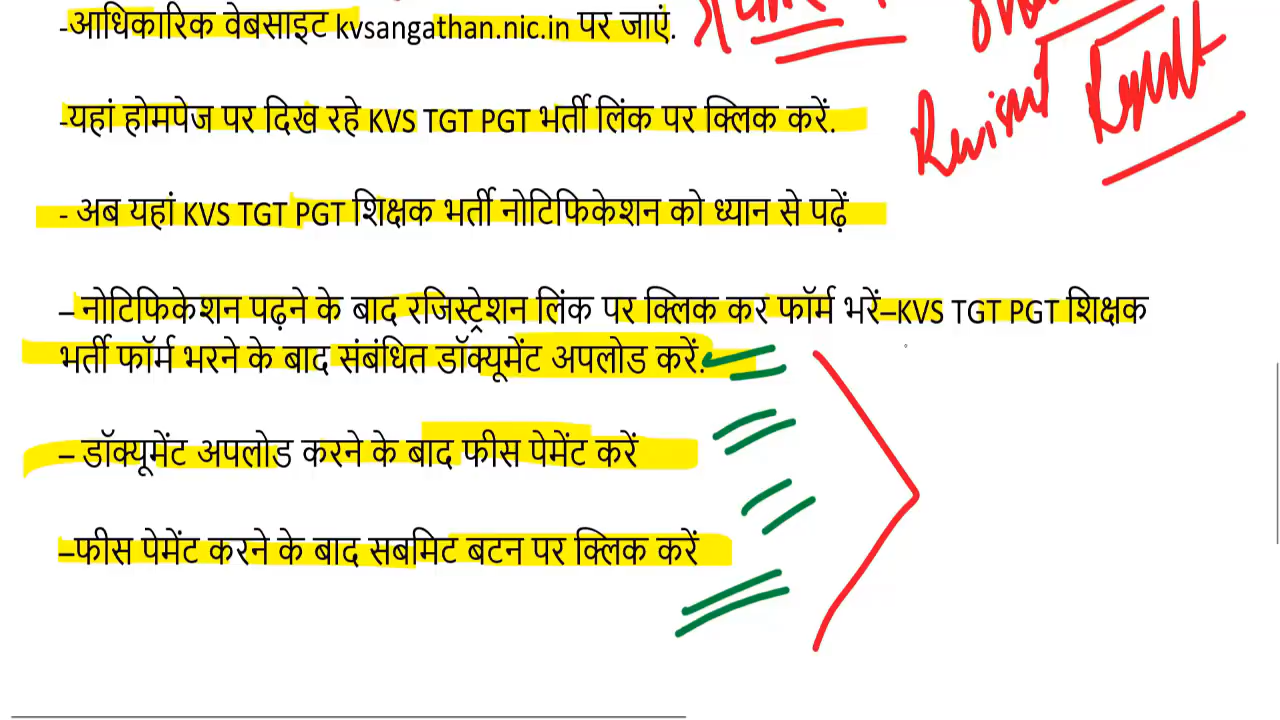 -आधिकारिक वेबसाइट kvsangathan.nic.in पर जाएं.
Revised Result
-यहां होमपेज पर दिख रहे KVS TGT PGT भर्ती लिंक पर क्लिक करें.
- अब यहां KVS TGT PGT शिक्षक भर्ती नोटिफिकेशन को ध्यान से पढ़ें
– नोटिफिकेशन पढ़ने के बाद रजिस्ट्रेशन लिंक पर क्लिक कर फॉर्म भरें–KVS TGT PGT शिक्षक
भर्ती फॉर्म भरने के बाद संबंधित डॉक्यूमेंट अपलोड करें.
– डॉक्यूमेंट अपलोड करने के बाद फीस पेमेंट करें
–फीस पेमेंट करने के बाद सबमिट बटन पर क्लिक करें